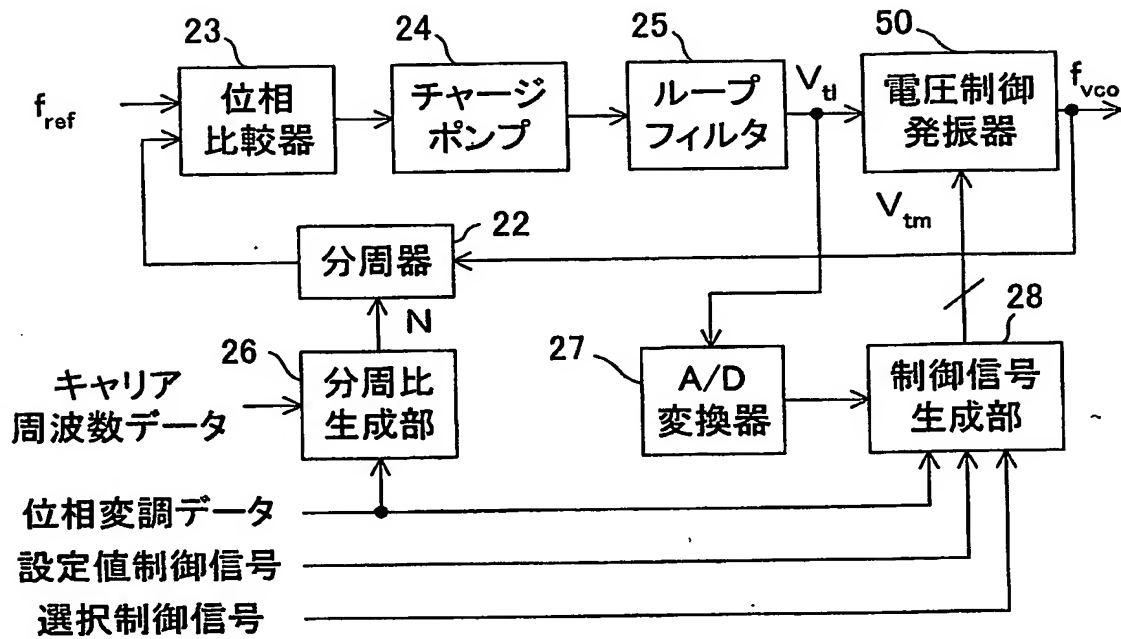 23
24
25
50
f_ref
位相
比較器
チャージ
ポンプ
ループ
フィルタ
V_tl
電圧制御
発振器
f_vco
V_tm
22
分周器
N
26
27
28
キャリア
周波数データ
分周比
生成部
A/D
変換器
制御信号
生成部
位相変調データ
設定値制御信号
選択制御信号